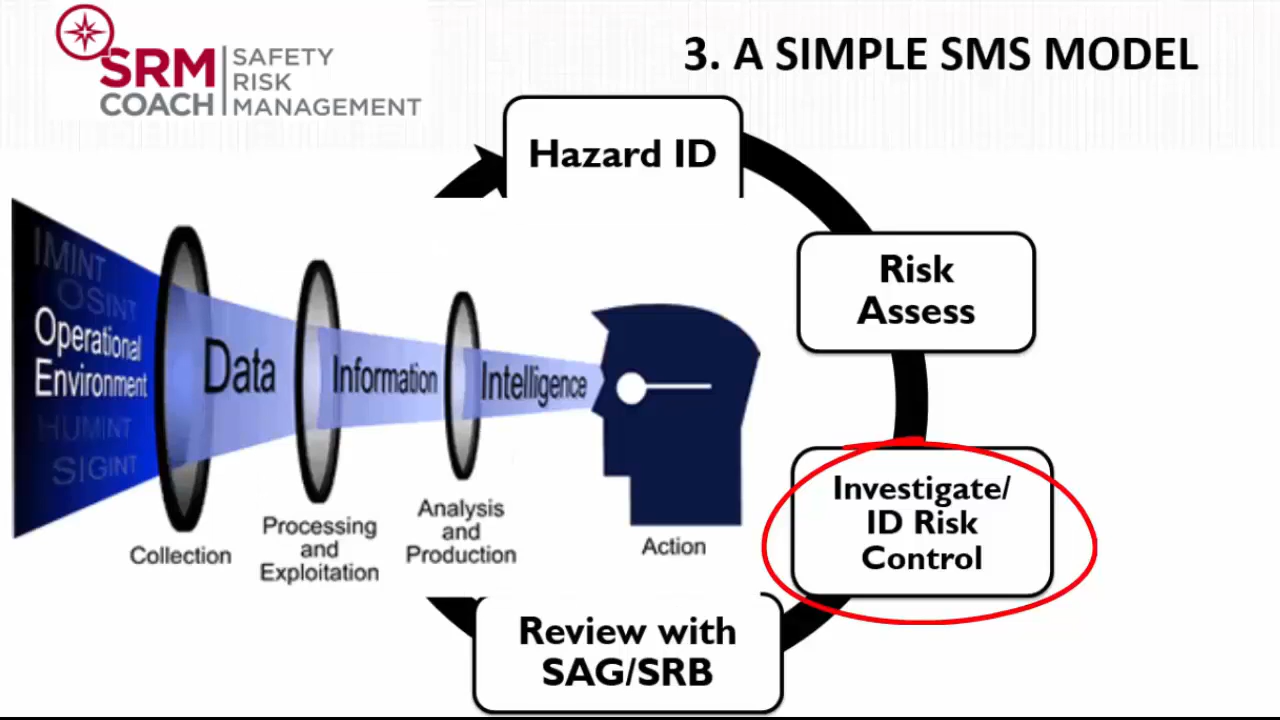 SRM
COACH
SAFETY
RISK
MANAGEMENT
3. A SIMPLE SMS MODEL
Hazard ID
Risk
Assess
Investigate/
ID Risk
Control
Review with
SAG/SRB
IMINT
OSINT
Operational
Environment
HUMINT
SIGINT
Data
Information
Intelligence
Collection
Processing
and
Exploitation
Analysis
and
Production
Action